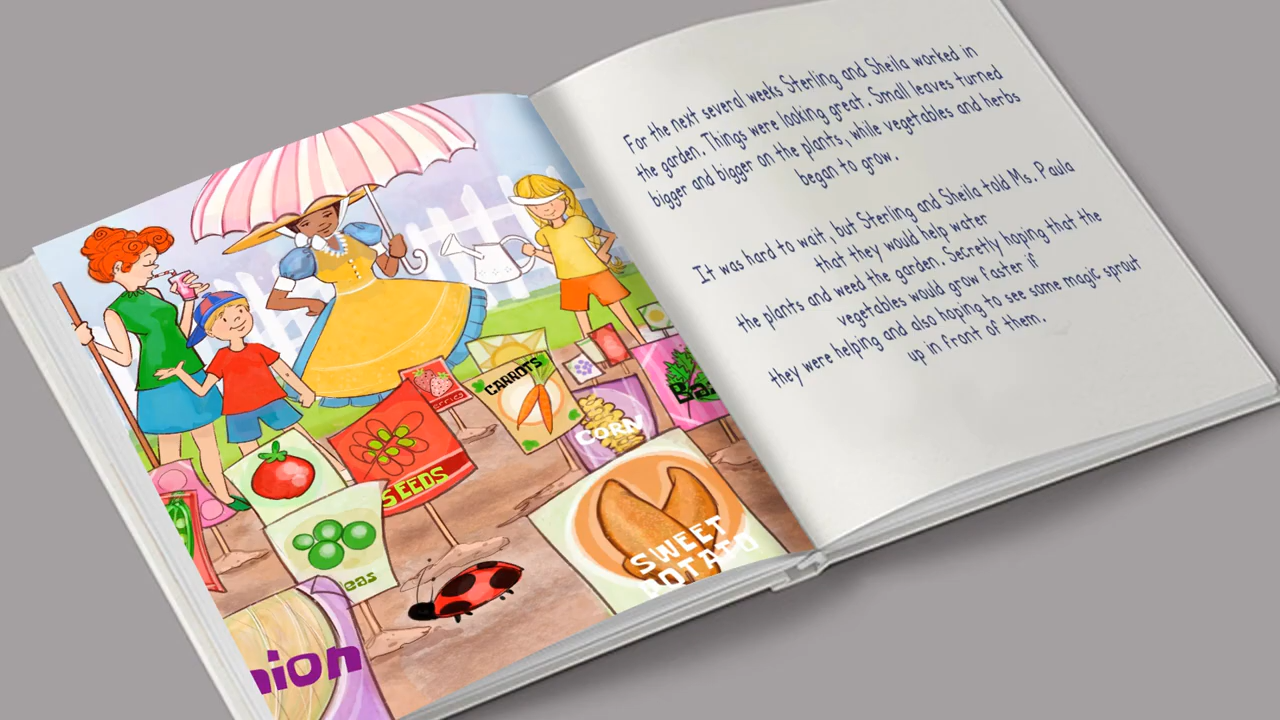 CARROTS
erries
CORN
SEEDS
SWEET
POTATO
eas
nion
For the next several weeks Sterling and Sheila worked in
the garden. Things were looking great. Small leaves turned
bigger and bigger on the plants, while vegetables and herbs
began to grow.
It was hard to wait, but Sterling and Sheila told Ms. Paula
that they would help water
the plants and weed the garden. Secretly hoping that the
vegetables would grow faster if
they were helping and also hoping to see some magic sprout
up in front of them.